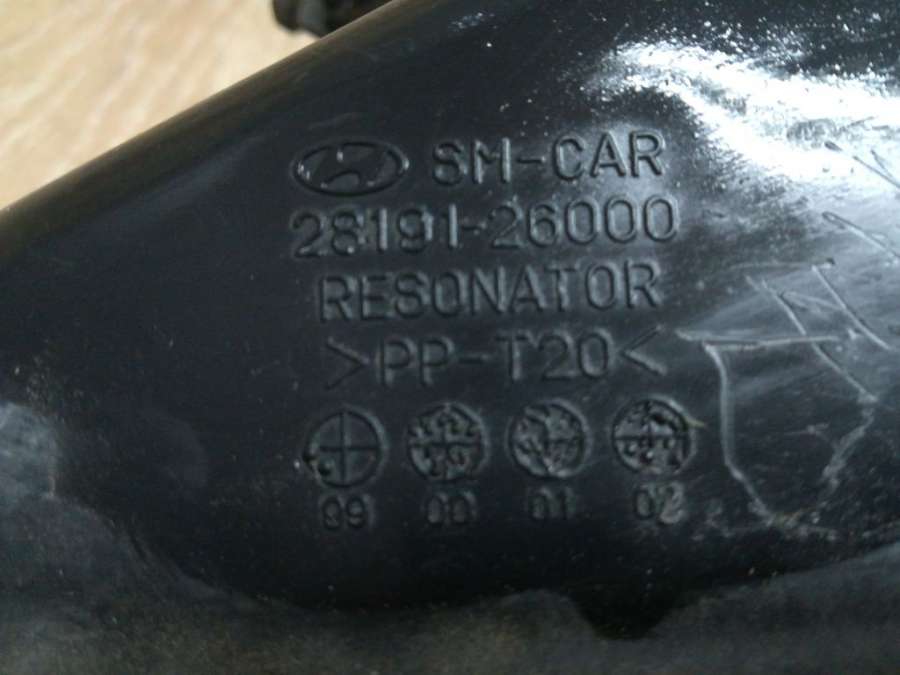 SM-CAR
28191-26000
RESONATOR
>PP-T20<
99 00 01 02